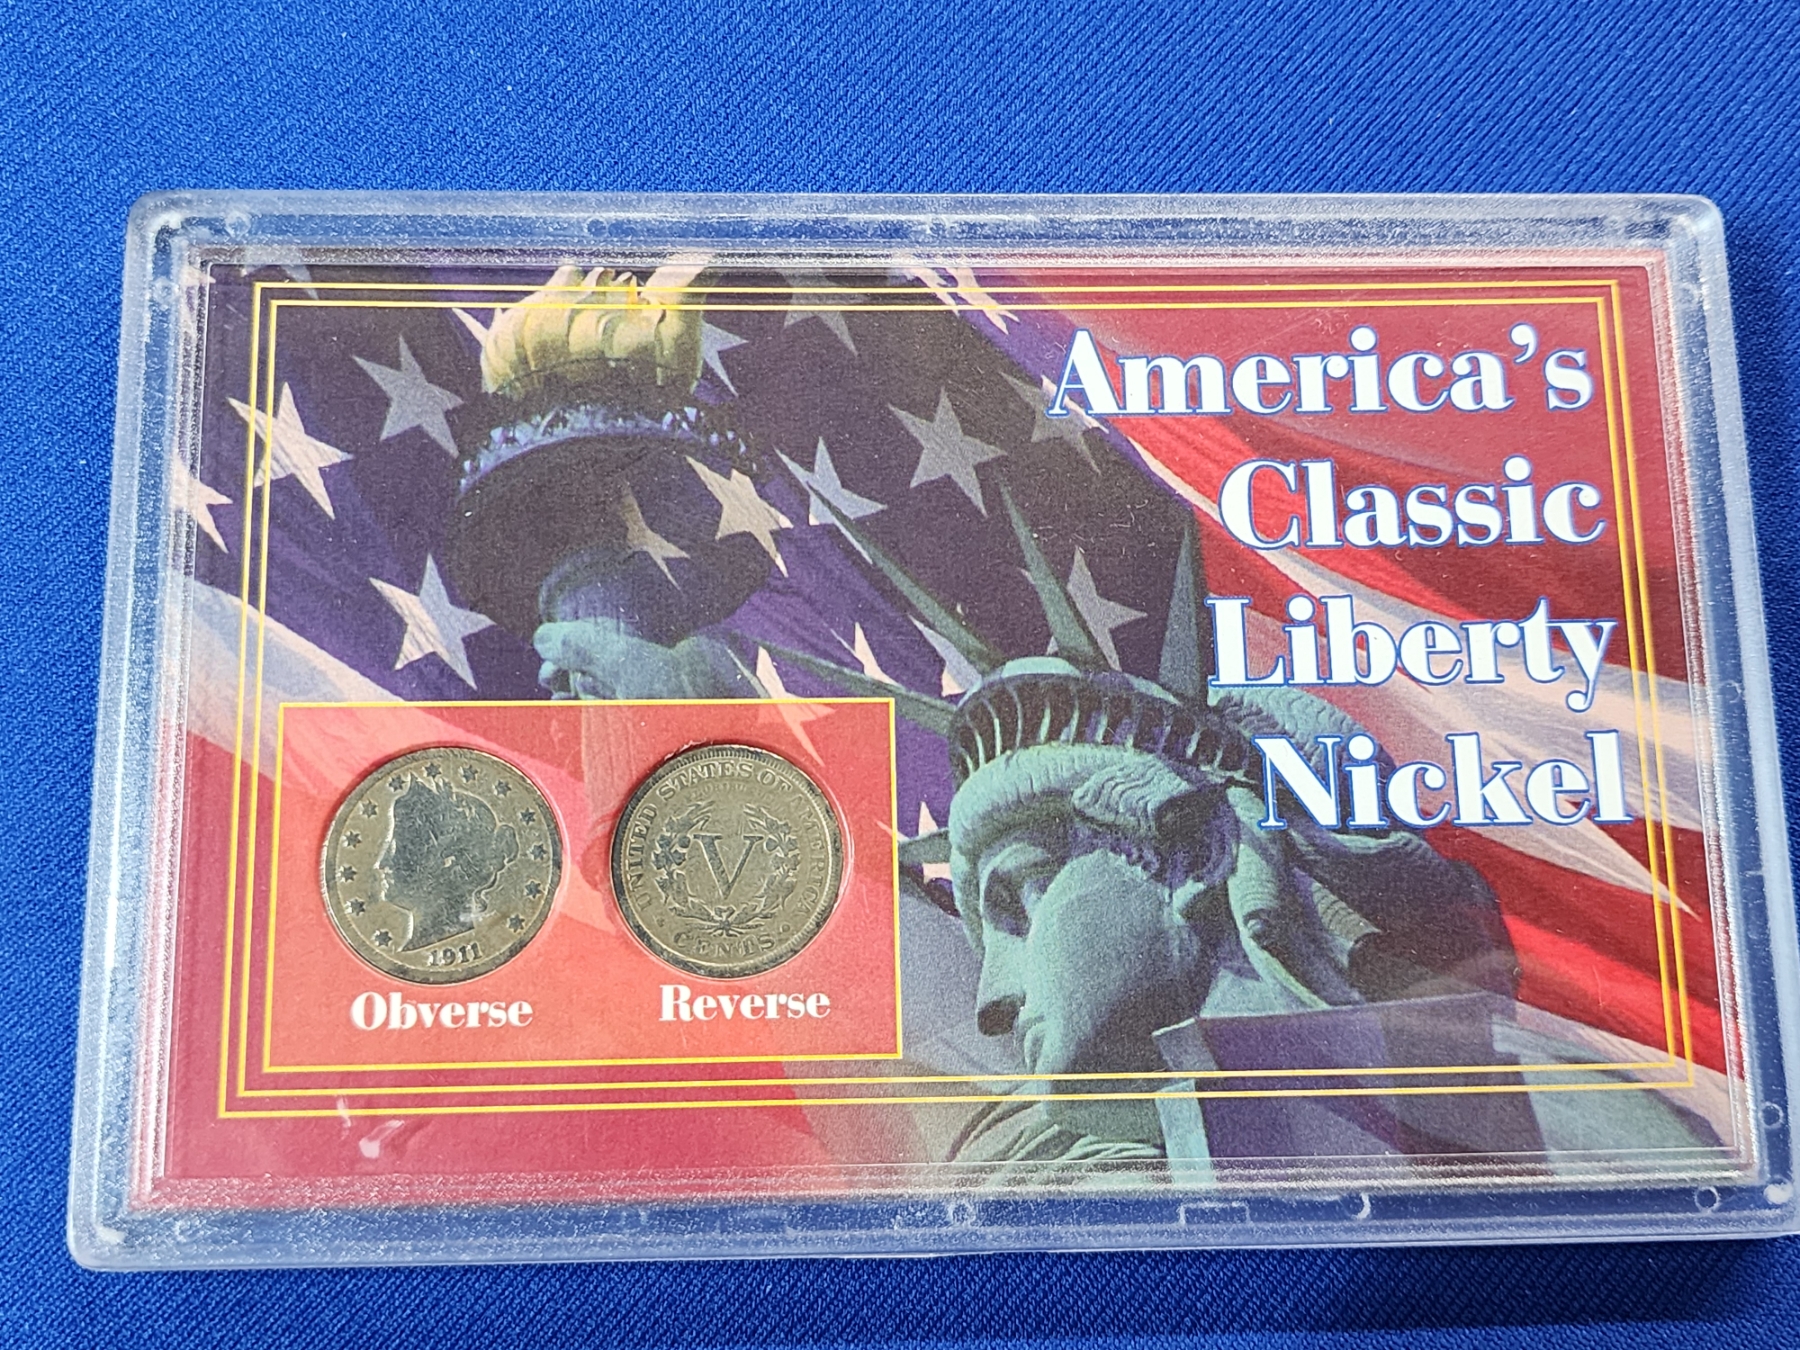 America's
Classic
Liberty
Nickel
1911
UNITED STATES OF AMERICA
V
CENTS
Obverse
Reverse